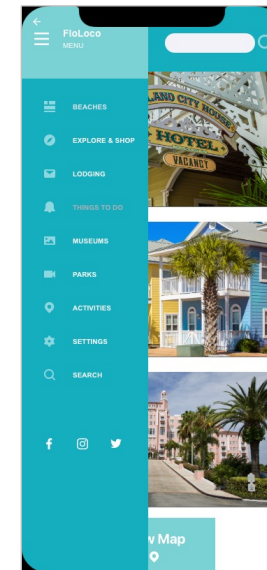 FloLoco
MENU
BEACHES
EXPLORE & SHOP
LODGING
THINGS TO DO
MUSEUMS
PARKS
ACTIVITIES
SETTINGS
SEARCH
LAND CITY HOUSE
HOTEL
VACANCY
w Map